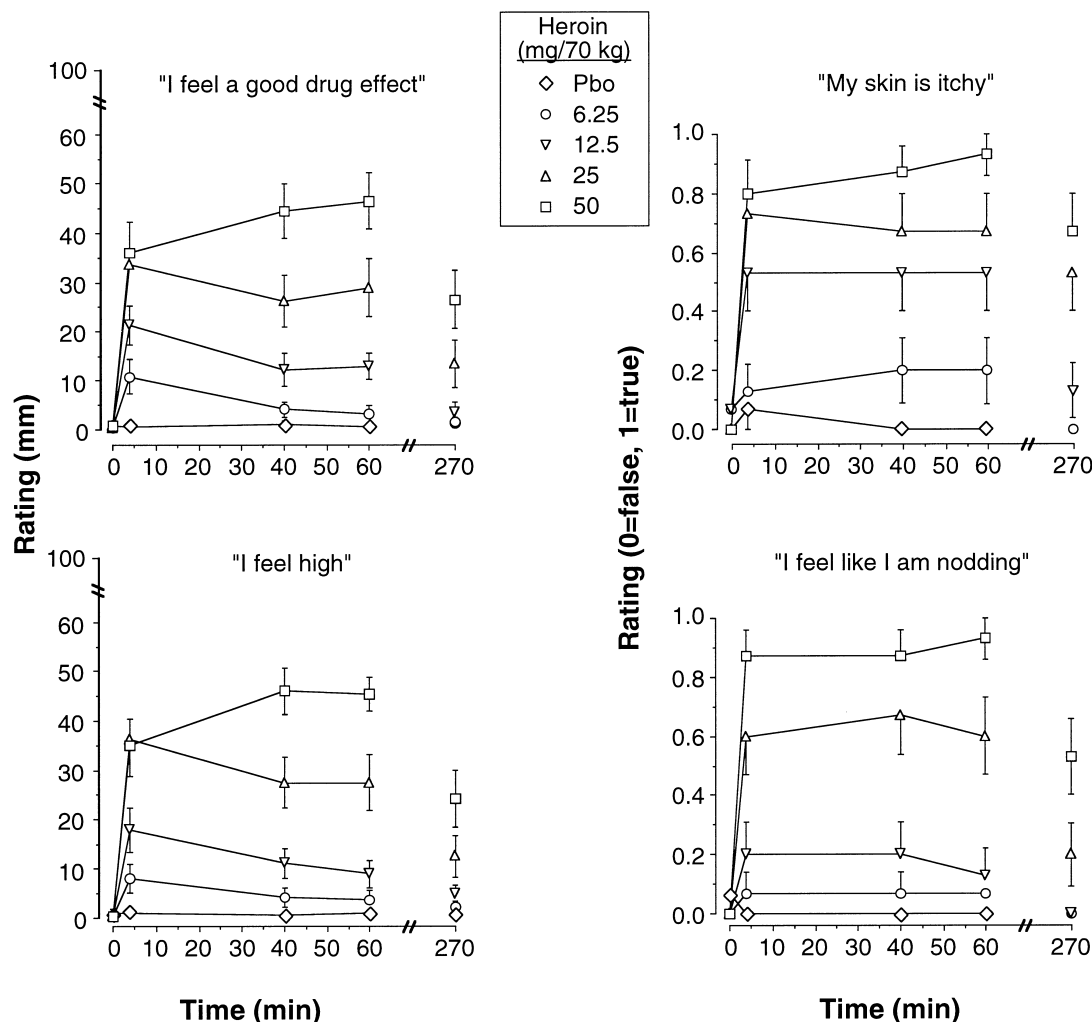 Heroin
(mg/70 kg)
Pbo
6.25
12.5
25
50
"I feel a good drug effect"
100
60
50
40
30
20
10
0
0 10 20 30 40 50 60 270
"My skin is itchy"
1.0
0.8
0.6
0.4
0.2
0.0
0 10 20 30 40 50 60 270
Rating (mm)
Rating (0=false, 1=true)
"I feel high"
100
60
50
40
30
20
10
0
0 10 20 30 40 50 60 270
Time (min)
"I feel like I am nodding"
1.0
0.8
0.6
0.4
0.2
0.0
0 10 20 30 40 50 60 270
Time (min)